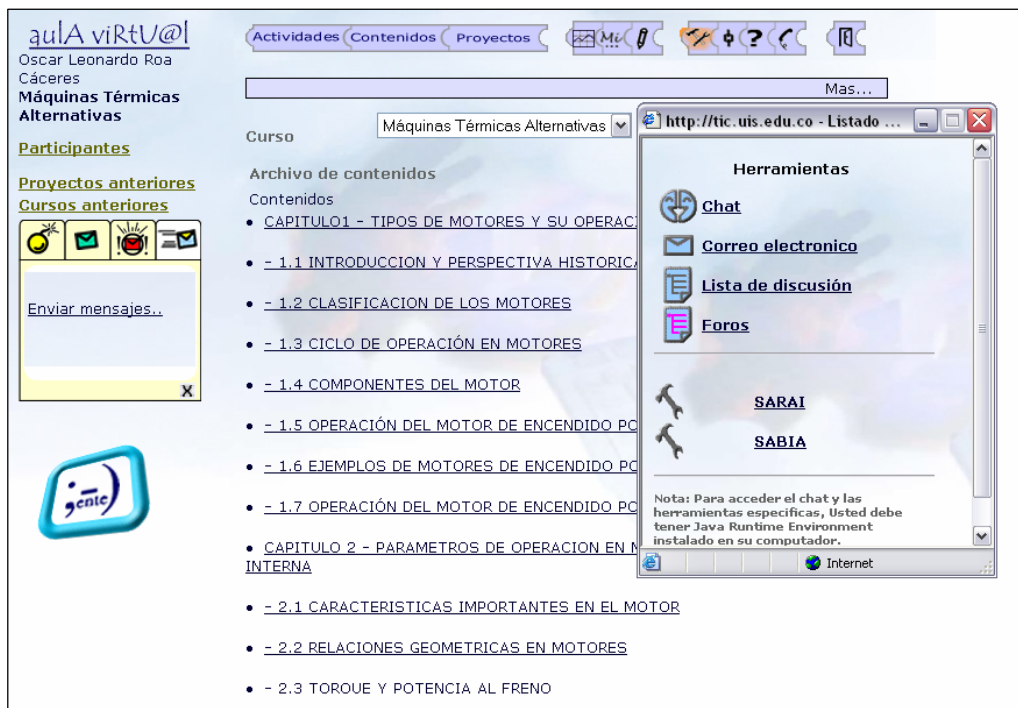 aulA viRtU@l
Oscar Leonardo Roa
Cáceres
Máquinas Térmicas
Alternativas
Participantes
Proyectos anteriores
Cursos anteriores
Enviar mensajes..
X
gente
Actividades Contenidos Proyectos
Mi
?
Mas...
Curso
Máquinas Térmicas Alternativas
Archivo de contenidos
Contenidos
• CAPITULO1 - TIPOS DE MOTORES Y SU OPERAC
• - 1.1 INTRODUCCION Y PERSPECTIVA HISTORICA
• - 1.2 CLASIFICACION DE LOS MOTORES
• - 1.3 CICLO DE OPERACIÓN EN MOTORES
• - 1.4 COMPONENTES DEL MOTOR
• - 1.5 OPERACIÓN DEL MOTOR DE ENCENDIDO PO
• - 1.6 EJEMPLOS DE MOTORES DE ENCENDIDO PO
• - 1.7 OPERACIÓN DEL MOTOR DE ENCENDIDO PO
• CAPITULO 2 - PARAMETROS DE OPERACION EN M
INTERNA
• - 2.1 CARACTERISTICAS IMPORTANTES EN EL MOTOR
• - 2.2 RELACIONES GEOMETRICAS EN MOTORES
• - 2.3 TORQUE Y POTENCIA AL FRENO
http://tic.uis.edu.co - Listado ...
Herramientas
Chat
Correo electronico
Lista de discusión
Foros
SARAI
SABIA
Nota: Para acceder el chat y las
herramientas especificas, Usted debe
tener Java Runtime Environment
instalado en su computador.
Internet